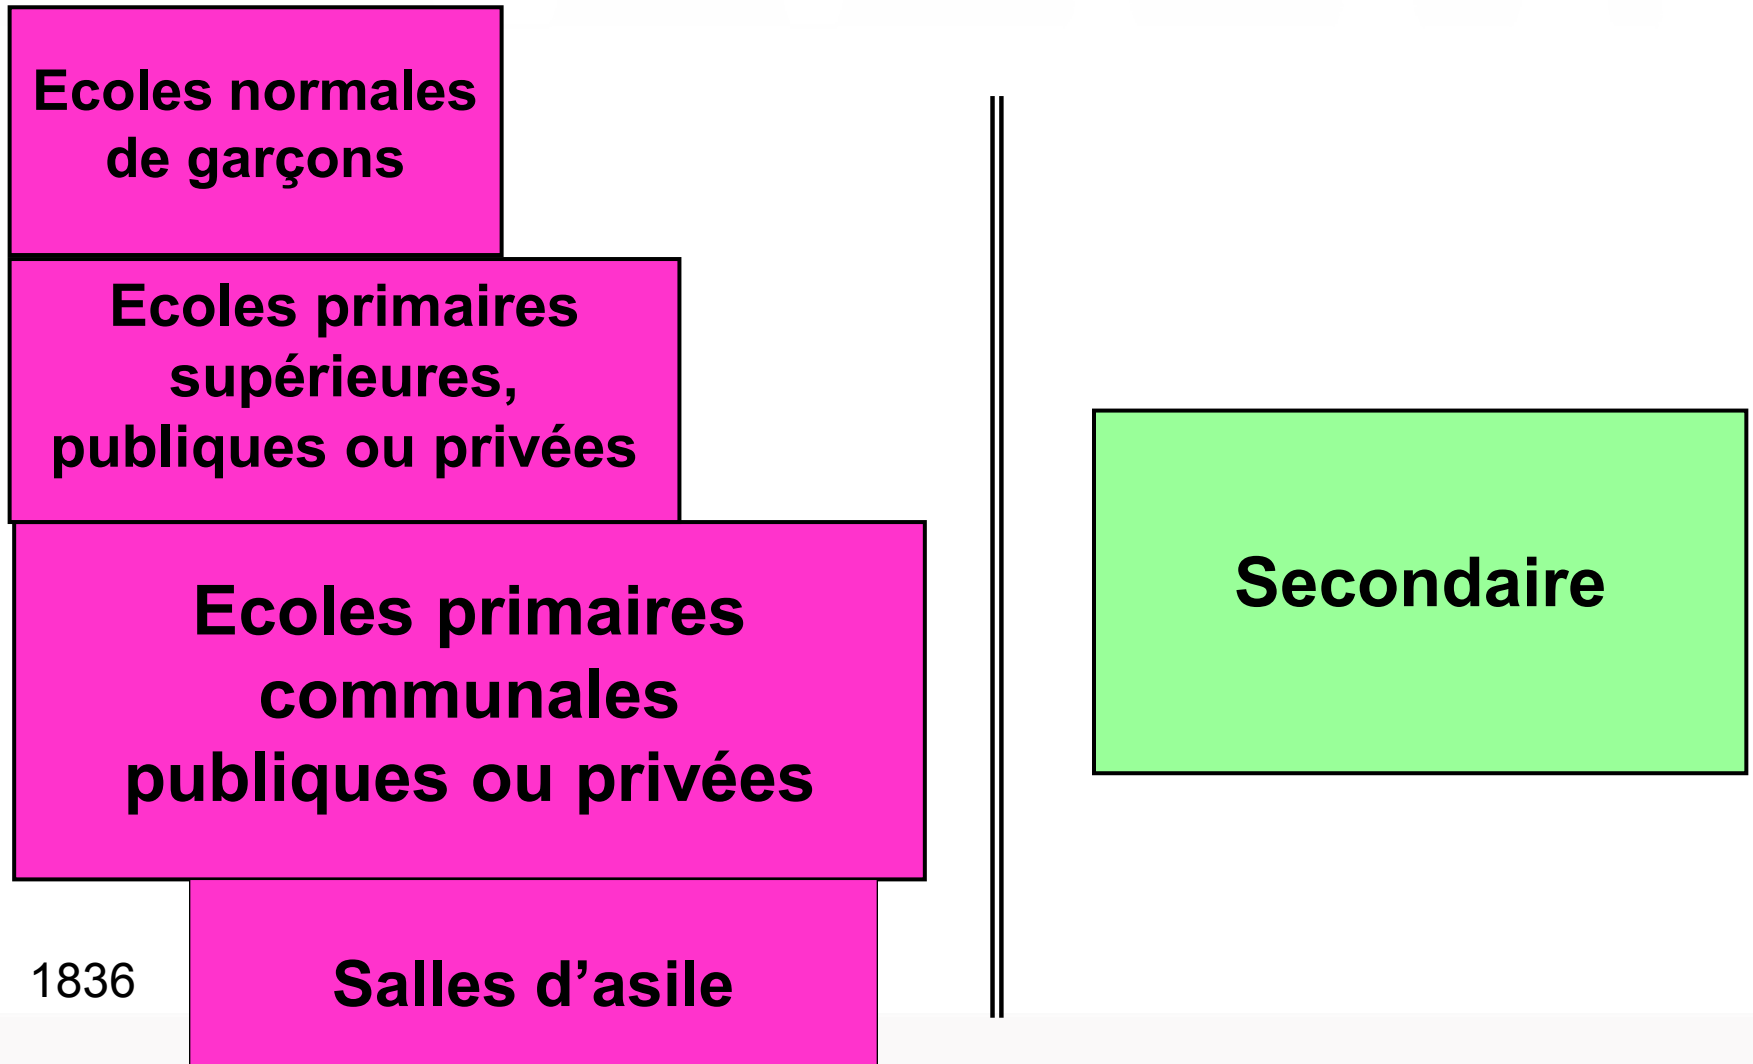 Ecoles normales
de garçons
Ecoles primaires
supérieures,
publiques ou privées
Ecoles primaires
communales
publiques ou privées
Secondaire
1836
Salles d’asile